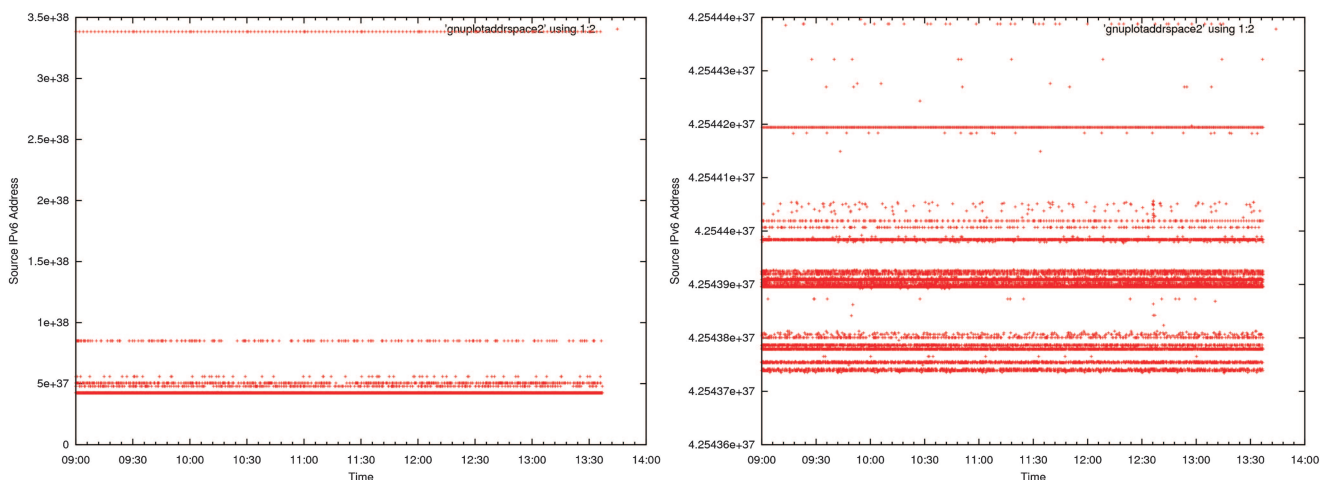 3.5e+38
3e+38
2.5e+38
2e+38
1.5e+38
1e+38
5e+37
0
Source IPv6 Address
'gnuplotaddrspace2' using 1:2
09:00 09:30 10:00 10:30 11:00 11:30 12:00 12:30 13:00 13:30 14:00
Time
4.25444e+37
4.25443e+37
4.25442e+37
4.25441e+37
4.2544e+37
4.25439e+37
4.25438e+37
4.25437e+37
4.25436e+37
Source IPv6 Address
'gnuplotaddrspace2' using 1:2
09:00 09:30 10:00 10:30 11:00 11:30 12:00 12:30 13:00 13:30 14:00
Time